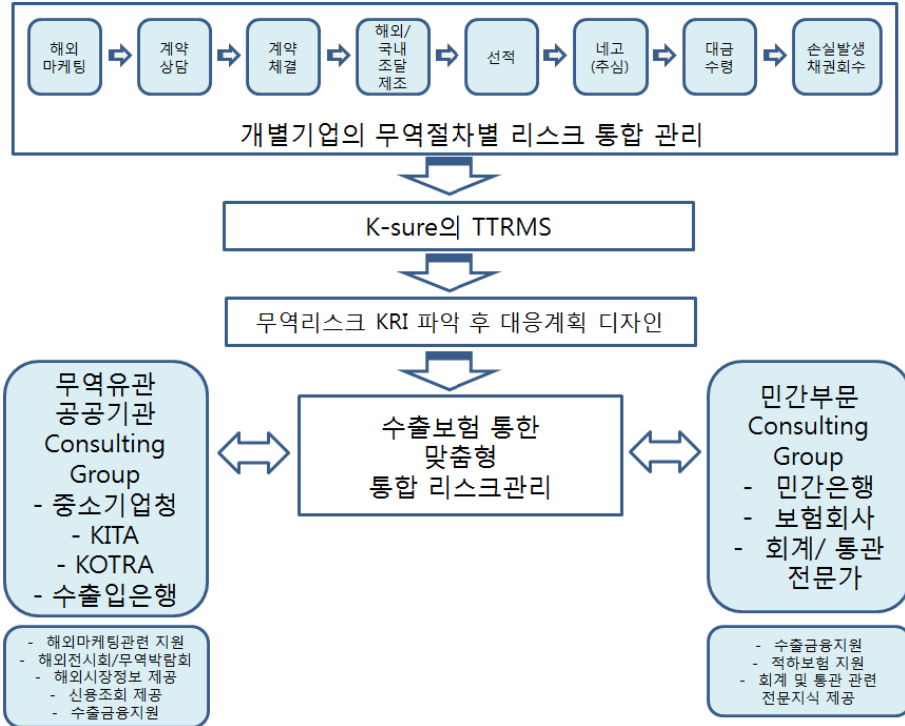 해외
마케팅
계약
상담
계약
체결
해외/
국내
조달
제조
선적
네고
(추심)
대금
수령
손실발생
채권회수
개별기업의 무역절차별 리스크 통합 관리
K-sure의 TTRMS
무역리스크 KRI 파악 후 대응계획 디자인
무역유관
공공기관
Consulting
Group
- 중소기업청
- KITA
- KOTRA
- 수출입은행
수출보험 통한
맞춤형
통합 리스크관리
민간부문
Consulting
Group
- 민간은행
- 보험회사
- 회계/ 통관
전문가
- 해외마케팅관련 지원
- 해외전시회/무역박람회
- 해외시장정보 제공
- 신용조회 제공
- 수출금융지원
- 수출금융지원
- 적하보험 지원
- 회계 및 통관 관련
전문지식 제공